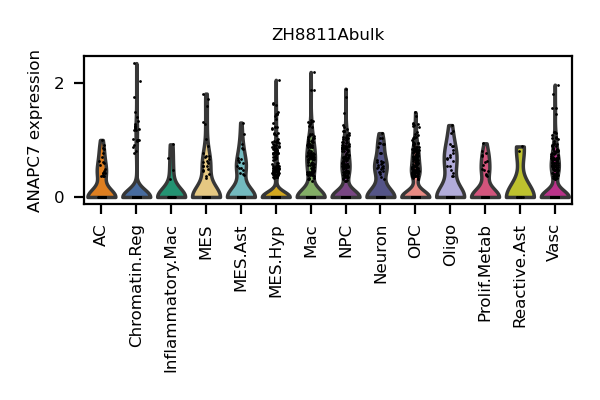 ZH8811Abulk
ANAPC7 expression
2
0
AC
Chromatin.Reg
Inflammatory.Mac
MES
MES.Ast
MES.Hyp
Mac
NPC
Neuron
OPC
Oligo
Prolif.Metab
Reactive.Ast
Vasc